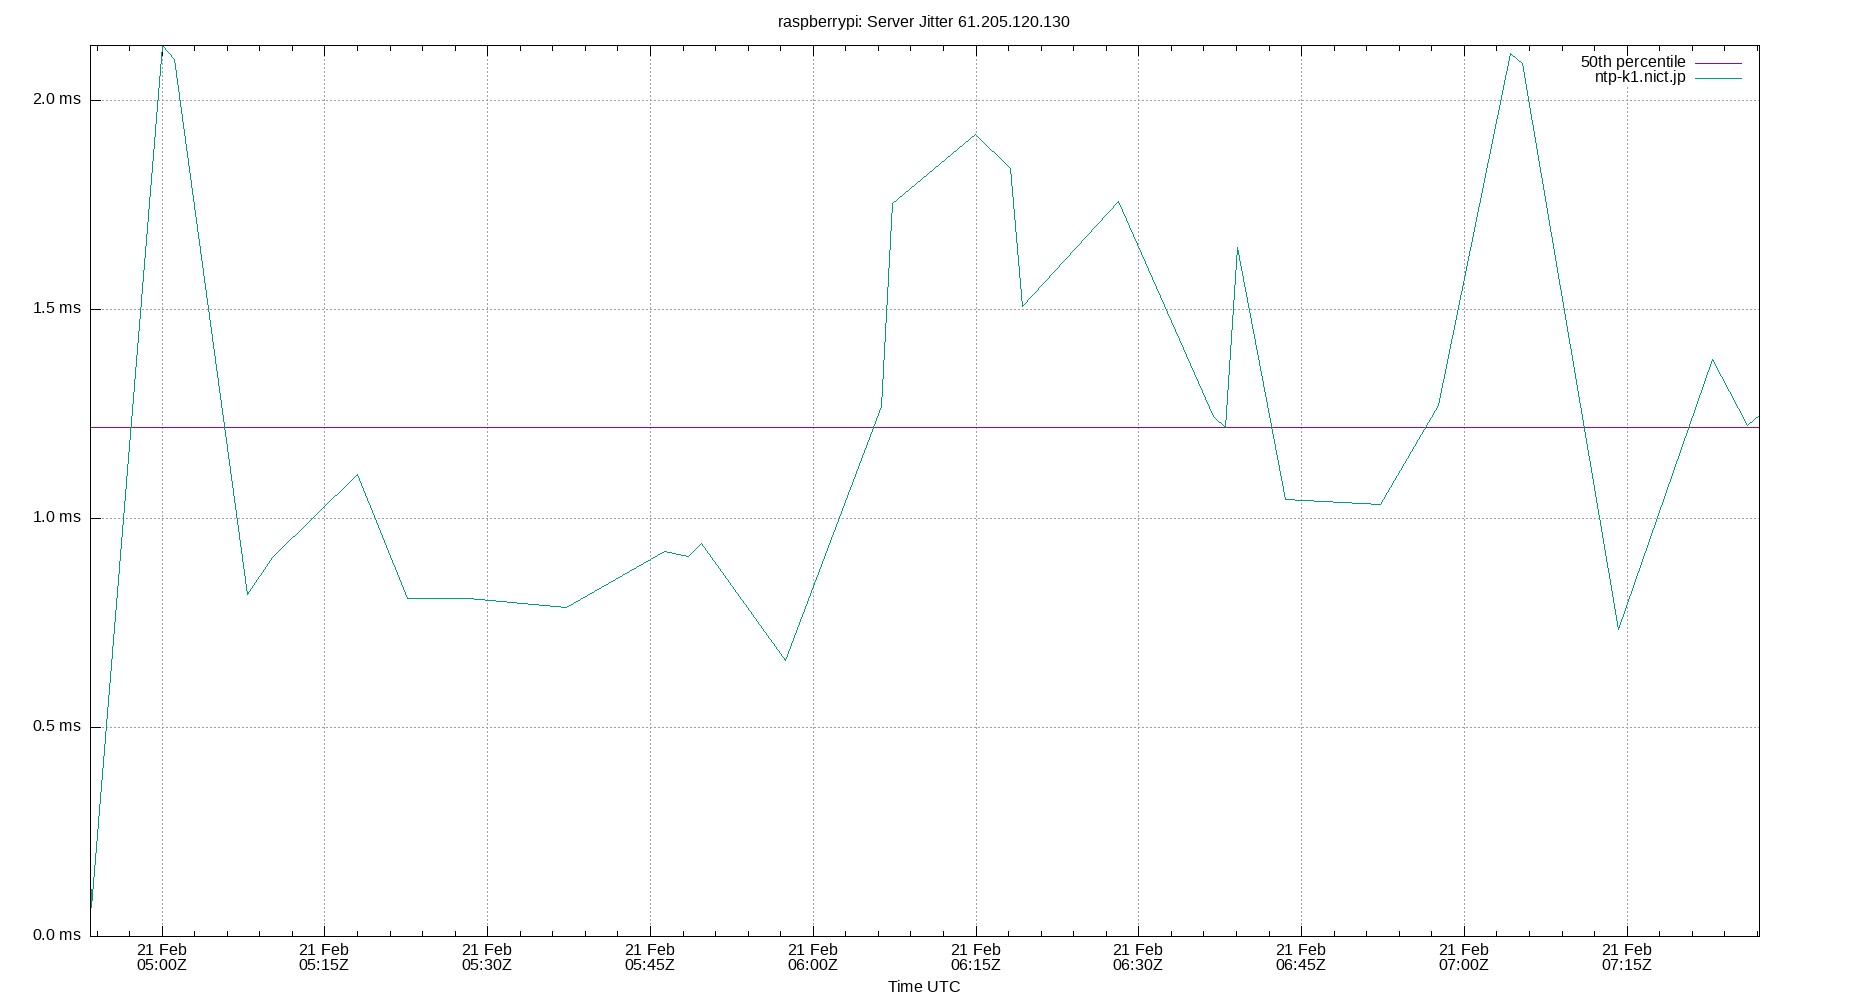 raspberrypi: Server Jitter 61.205.120.130
50th percentile
ntp-k1.nict.jp
2.0 ms
1.5 ms
1.0 ms
0.5 ms
0.0 ms
21 Feb 21 Feb 21 Feb 21 Feb 21 Feb 21 Feb 21 Feb 21 Feb 21 Feb 21 Feb
05:00Z 05:15Z 05:30Z 05:45Z 06:00Z 06:15Z 06:30Z 06:45Z 07:00Z 07:15Z
Time UTC